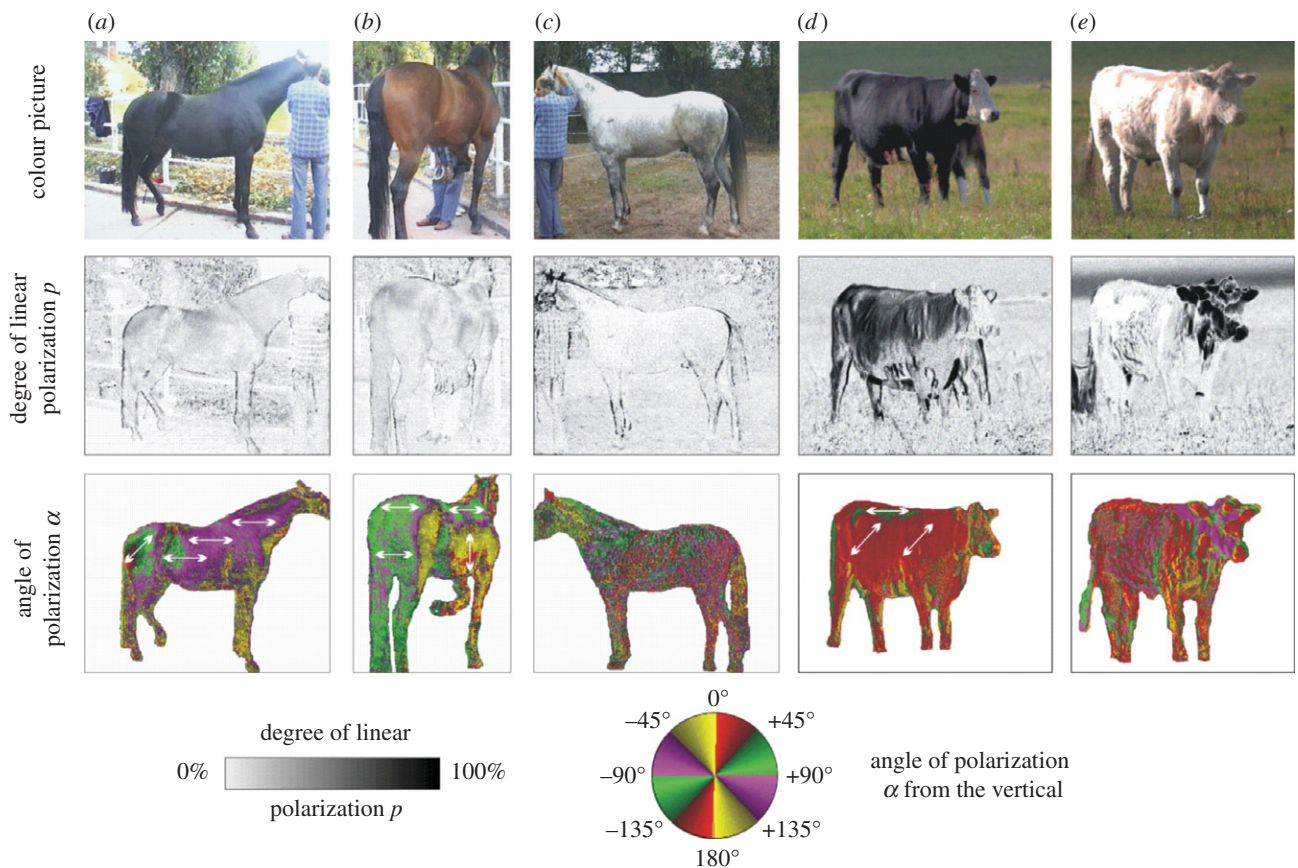 (a)
(b)
(c)
(d)
(e)
colour picture
degree of linear
polarization p
angle of
polarization α
degree of linear
0%
100%
polarization p
0°
–45°
+45°
–90°
+90°
–135°
+135°
180°
angle of polarization
α from the vertical